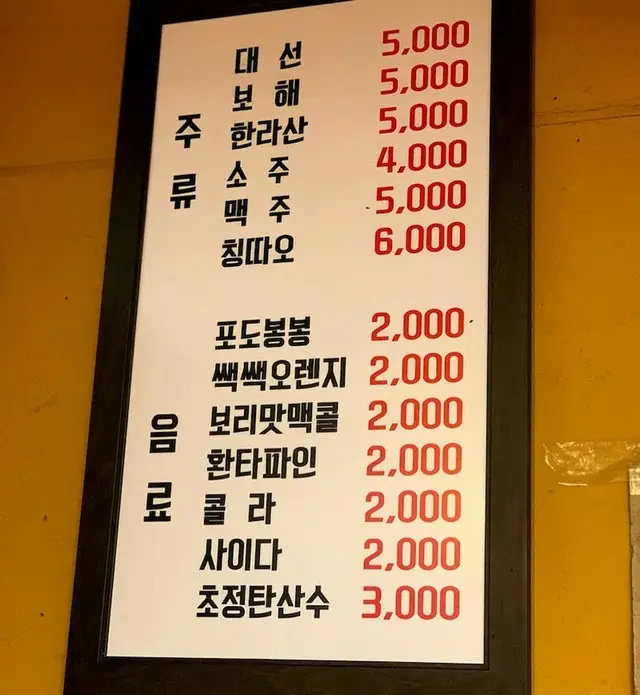 주류
대선 5,000
보해 5,000
한라산 5,000
소주 4,000
맥주 5,000
칭따오 6,000
음료
포도봉봉 2,000
쌕쌕오렌지 2,000
보리맛맥콜 2,000
환타파인 2,000
콜라 2,000
사이다 2,000
초정탄산수 3,000